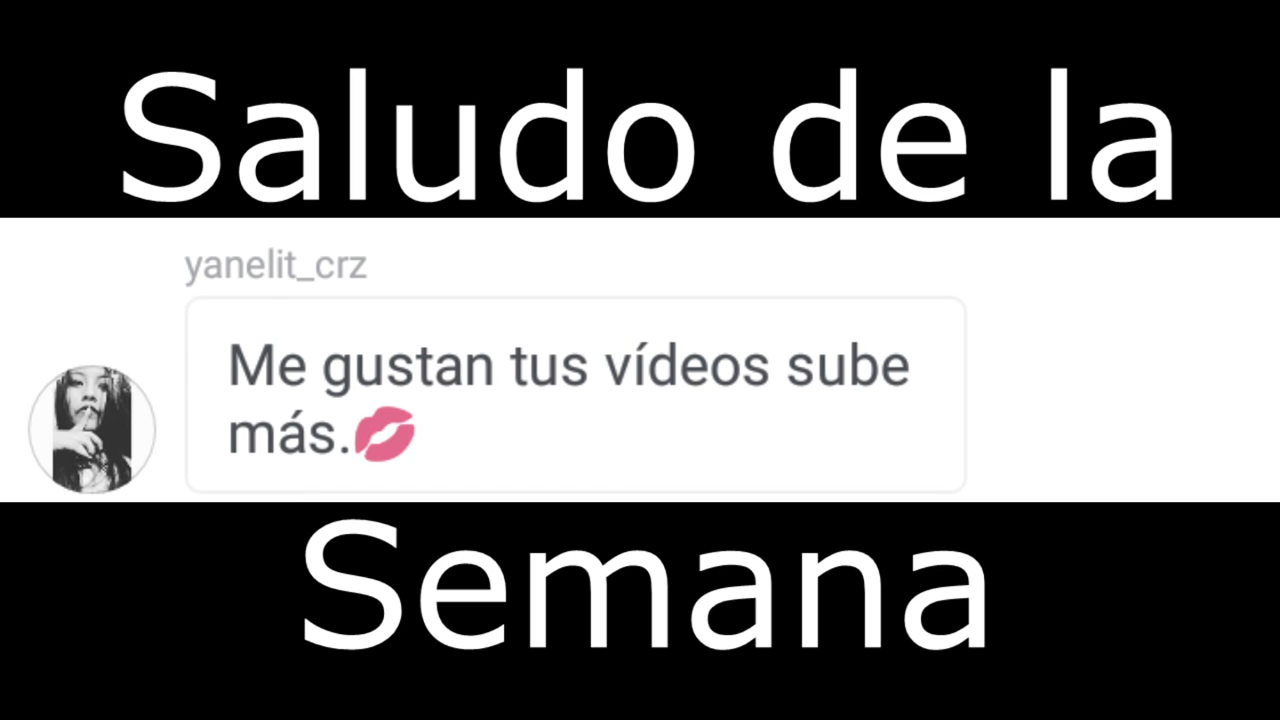 Saludo de la
yanelit_crz
Me gustan tus vídeos sube
más.💋
Semana